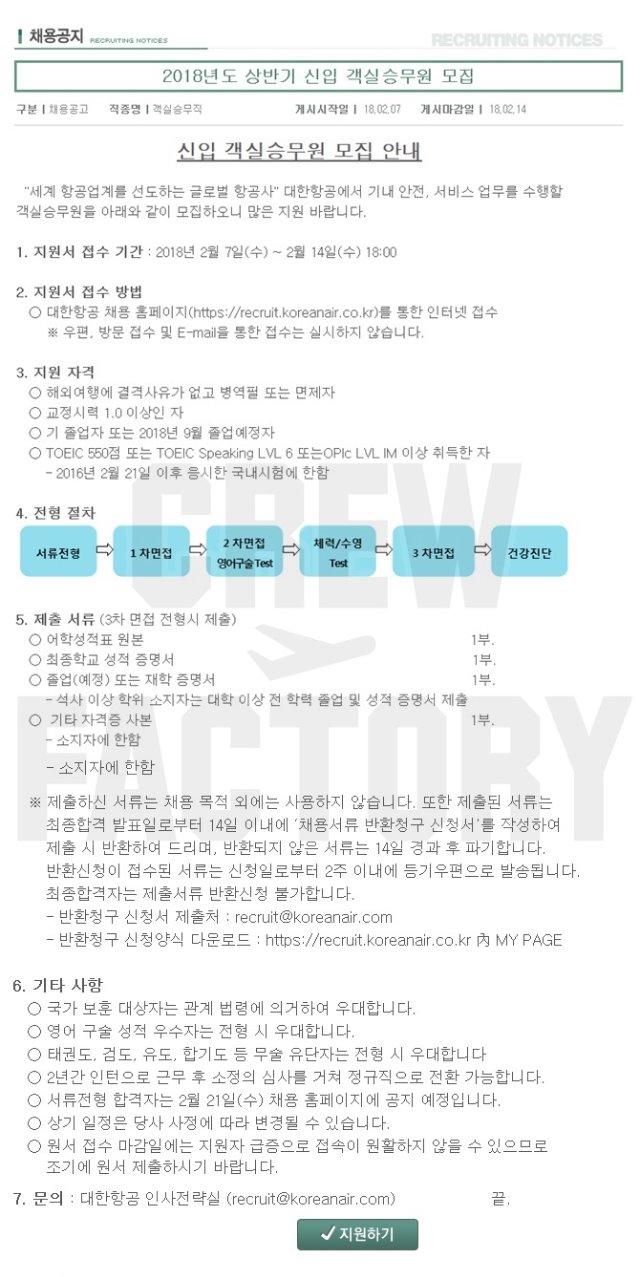 채용공지 RECRUITING NOTICES
RECRUITING NOTICES
2018년도 상반기 신입 객실승무원 모집
구분 | 채용공고 직종명 | 객실승무직 게시시작일 | 18.02.07 게시마감일 | 18.02.14
신입 객실승무원 모집 안내
"세계 항공업계를 선도하는 글로벌 항공사" 대한항공에서 기내 안전, 서비스 업무를 수행할
객실승무원을 아래와 같이 모집하오니 많은 지원 바랍니다.
1. 지원서 접수 기간 : 2018년 2월 7일(수) ~ 2월 14일(수) 18:00
2. 지원서 접수 방법
○ 대한항공 채용 홈페이지(https://recruit.koreanair.co.kr)를 통한 인터넷 접수
※ 우편, 방문 접수 및 E-mail을 통한 접수는 실시하지 않습니다.
3. 지원 자격
○ 해외여행에 결격사유가 없고 병역필 또는 면제자
○ 교정시력 1.0 이상인 자
○ 기 졸업자 또는 2018년 9월 졸업예정자
○ TOEIC 550점 또는 TOEIC Speaking LVL 6 또는OPIc LVL IM 이상 취득한 자
- 2016년 2월 21일 이후 응시한 국내시험에 한함
4. 전형 절차
서류전형 ⇨ 1차면접 ⇨ 2차면접 영어구술Test ⇨ 체력/수영 Test ⇨ 3차면접 ⇨ 건강진단
5. 제출 서류 (3차 면접 전형시 제출)
○ 어학성적표 원본 1부.
○ 최종학교 성적 증명서 1부.
○ 졸업(예정) 또는 재학 증명서 1부.
- 석사 이상 학위 소지자는 대학 이상 전 학력 졸업 및 성적 증명서 제출
○ 기타 자격증 사본 1부.
- 소지자에 한함
- 소지자에 한함
※ 제출하신 서류는 채용 목적 외에는 사용하지 않습니다. 또한 제출된 서류는
최종합격 발표일로부터 14일 이내에 '채용서류 반환청구 신청서'를 작성하여
제출 시 반환하여 드리며, 반환되지 않은 서류는 14일 경과 후 파기합니다.
반환신청이 접수된 서류는 신청일로부터 2주 이내에 등기우편으로 발송됩니다.
최종합격자는 제출서류 반환신청 불가합니다.
- 반환청구 신청서 제출처 : recruit@koreanair.com
- 반환청구 신청양식 다운로드 : https://recruit.koreanair.co.kr 內 MY PAGE
6. 기타 사항
○ 국가 보훈 대상자는 관계 법령에 의거하여 우대합니다.
○ 영어 구술 성적 우수자는 전형 시 우대합니다.
○ 태권도, 검도, 유도, 합기도 등 무술 유단자는 전형 시 우대합니다
○ 2년간 인턴으로 근무 후 소정의 심사를 거쳐 정규직으로 전환 가능합니다.
○ 서류전형 합격자는 2월 21일(수) 채용 홈페이지에 공지 예정입니다.
○ 상기 일정은 당사 사정에 따라 변경될 수 있습니다.
○ 원서 접수 마감일에는 지원자 급증으로 접속이 원활하지 않을 수 있으므로
조기에 원서 제출하시기 바랍니다.
7. 문의 : 대한항공 인사전략실 (recruit@koreanair.com) 끝.
✓ 지원하기
CREW
FACTORY